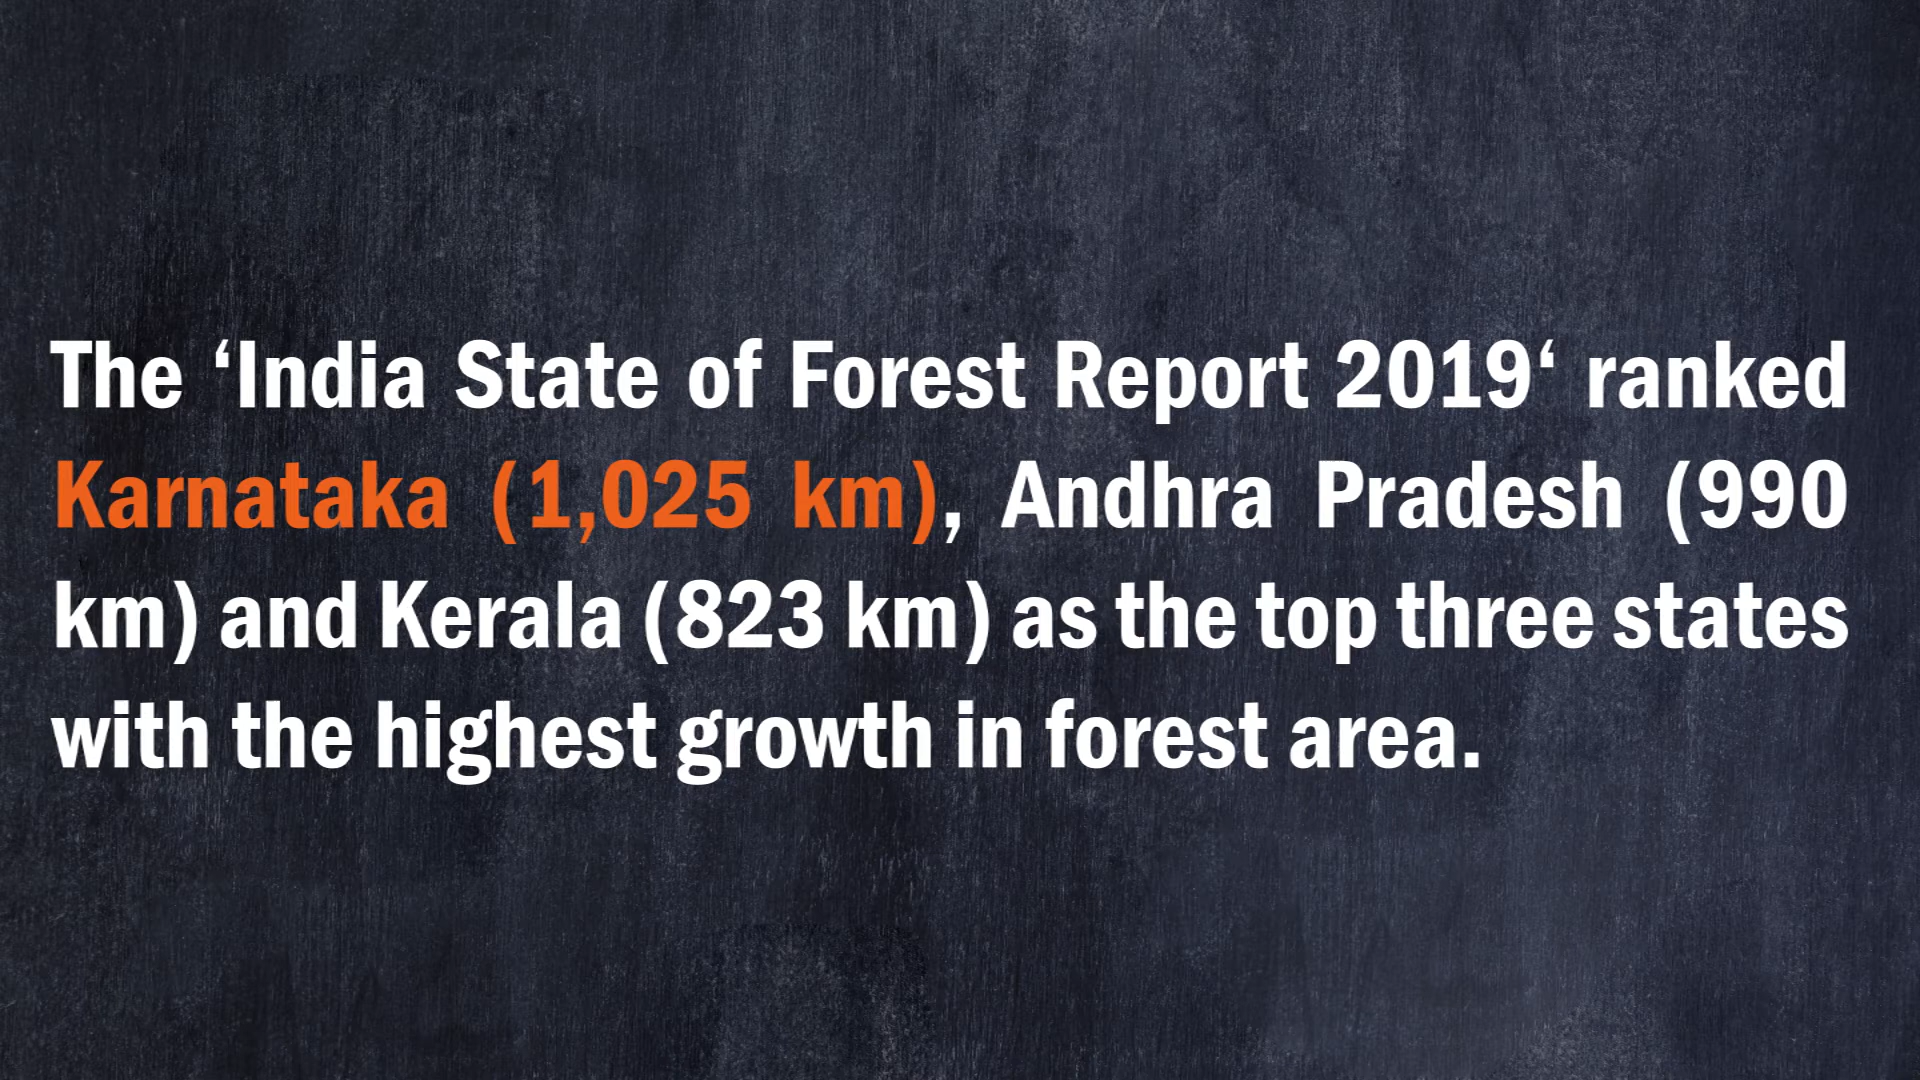 The ‘India State of Forest Report 2019‘ ranked
Karnataka (1,025 km), Andhra Pradesh (990
km) and Kerala (823 km) as the top three states
with the highest growth in forest area.